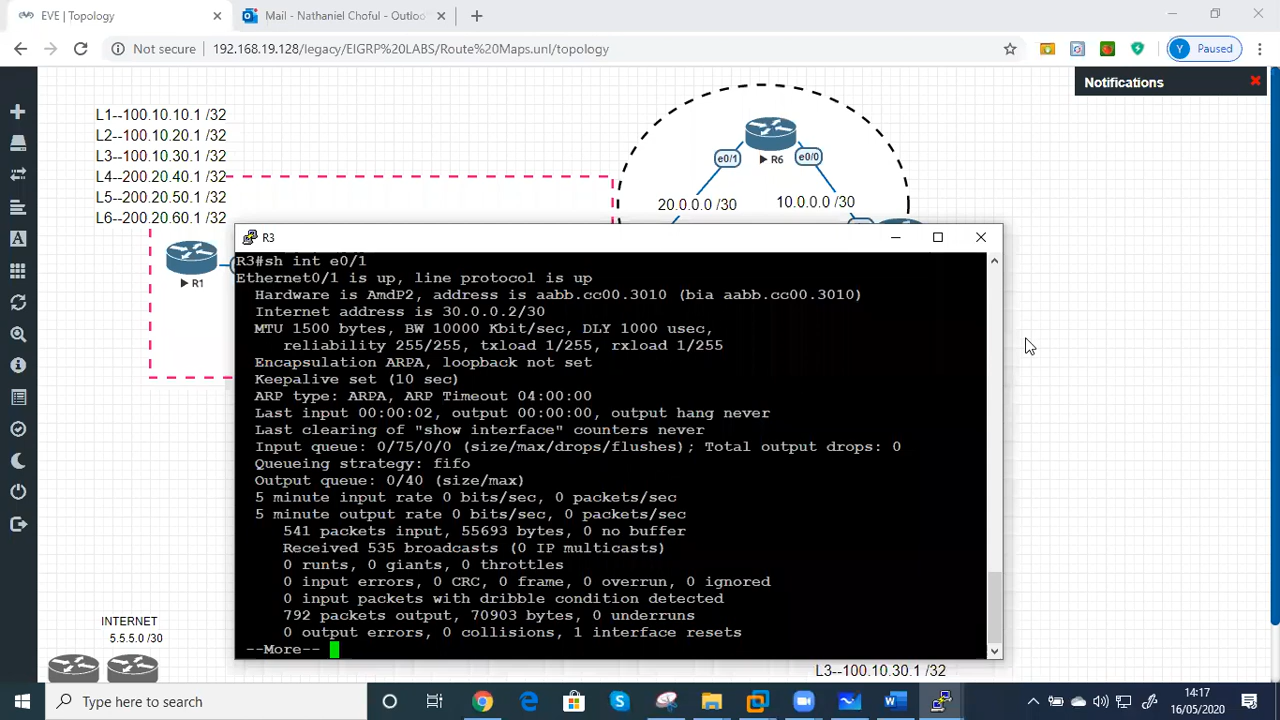 EVE | Topology
Mail - Nathaniel Choful - Outloo
Not secure
192.168.19.128/legacy/EIGRP%20LABS/Route%20Maps.unl/topology
Y
Paused
Notifications
L1--100.10.10.1 /32
L2--100.10.20.1 /32
L3--100.10.30.1 /32
L4--200.20.40.1 /32
L5--200.20.50.1 /32
L6--200.20.60.1 /32
R1
e0/1
R6
e0/0
20.0.0.0 /30
10.0.0.0 /30
R3
R3#sh int e0/1
Ethernet0/1 is up, line protocol is up
Hardware is AmdP2, address is aabb.cc00.3010 (bia aabb.cc00.3010)
Internet address is 30.0.0.2/30
MTU 1500 bytes, BW 10000 Kbit/sec, DLY 1000 usec,
reliability 255/255, txload 1/255, rxload 1/255
Encapsulation ARPA, loopback not set
Keepalive set (10 sec)
ARP type: ARPA, ARP Timeout 04:00:00
Last input 00:00:02, output 00:00:00, output hang never
Last clearing of "show interface" counters never
Input queue: 0/75/0/0 (size/max/drops/flushes); Total output drops: 0
Queueing strategy: fifo
Output queue: 0/40 (size/max)
5 minute input rate 0 bits/sec, 0 packets/sec
5 minute output rate 0 bits/sec, 0 packets/sec
541 packets input, 55693 bytes, 0 no buffer
Received 535 broadcasts (0 IP multicasts)
0 runts, 0 giants, 0 throttles
0 input errors, 0 CRC, 0 frame, 0 overrun, 0 ignored
0 input packets with dribble condition detected
792 packets output, 70903 bytes, 0 underruns
0 output errors, 0 collisions, 1 interface resets
--More--
INTERNET
5.5.5.0 /30
L3--100.10.30.1 /32
Type here to search
14:17
16/05/2020